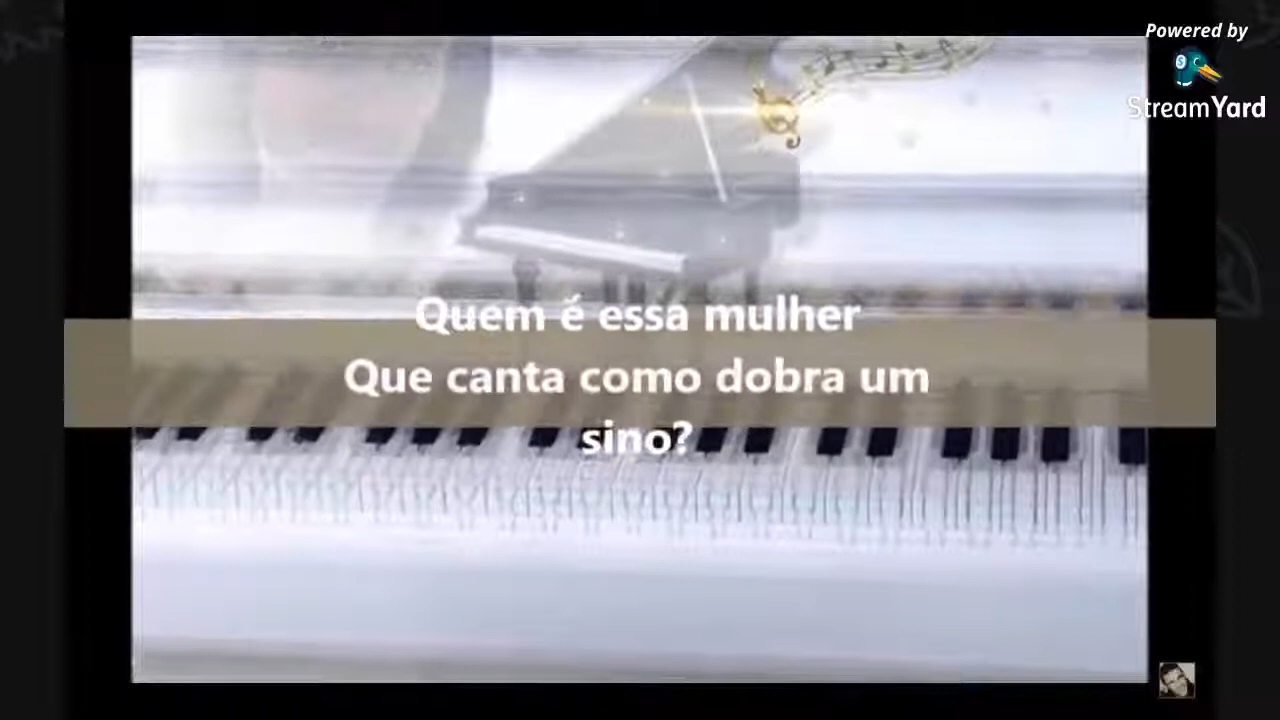 Powered by
StreamYard
Quem é essa mulher
Que canta como dobra um
sino?